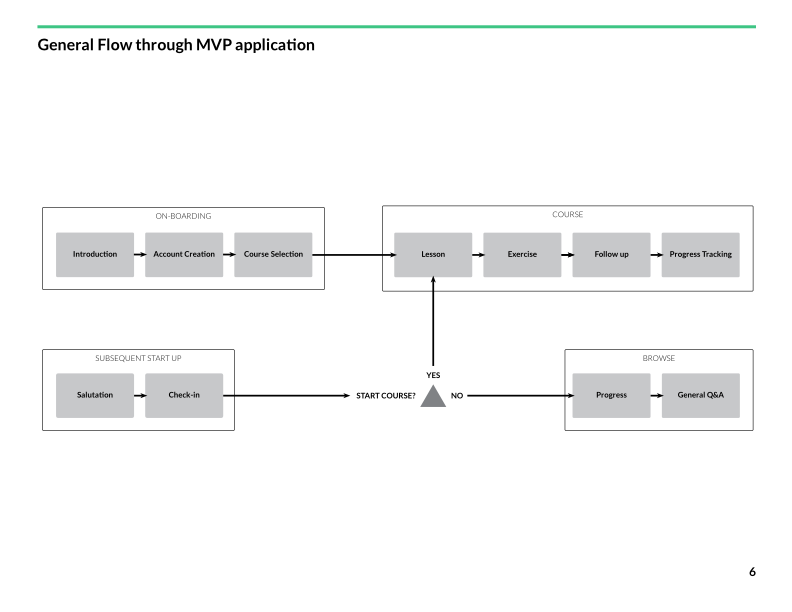 General Flow through MVP application
ON-BOARDING
Introduction
Account Creation
Course Selection
COURSE
Lesson
Exercise
Follow up
Progress Tracking
SUBSEQUENT START UP
Salutation
Check-in
START COURSE?
YES
NO
BROWSE
Progress
General Q&A
6